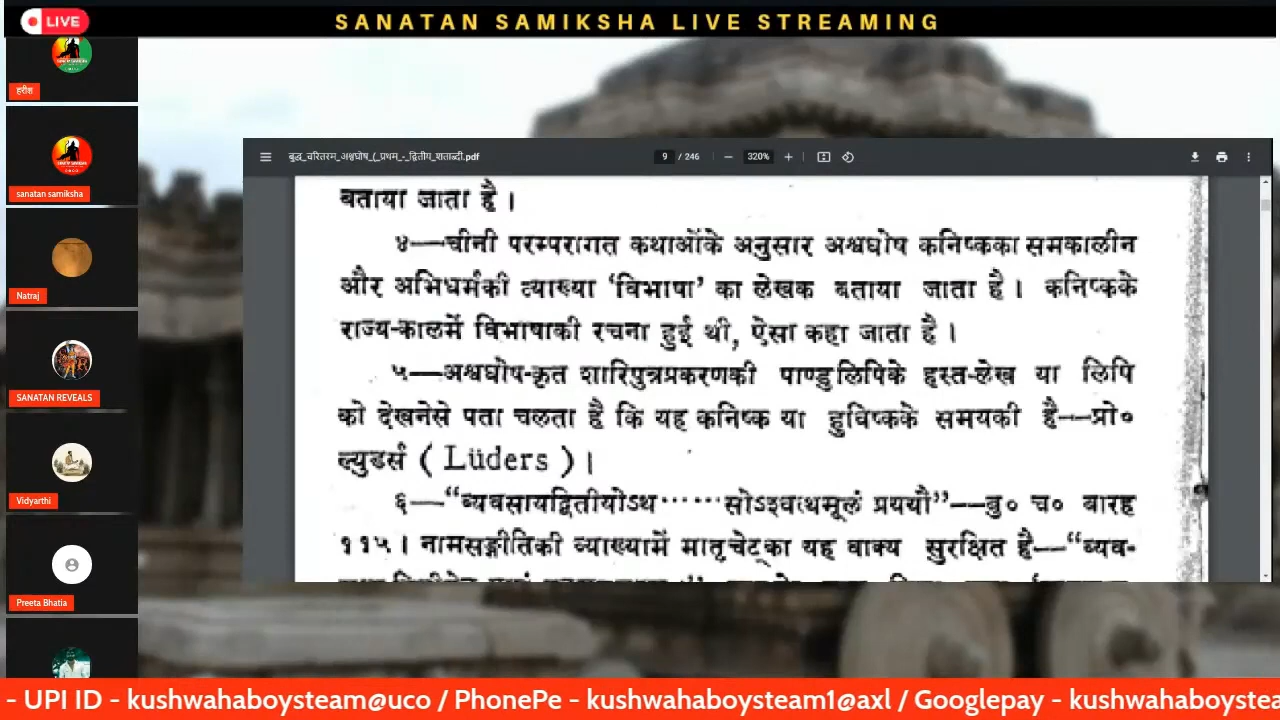 LIVE
SANATAN SAMIKSHA LIVE STREAMING
हरीश
sanatan samiksha
Natraj
SANATAN REVEALS
Vidyarthi
Preeta Bhatia
बुद्ध_चरितरम_अश्वघोष_(_प्रथम_-_द्वितीय_शताब्दी.pdf
9 / 246
320%
बताया जाता है ।
४—चीनी परम्परागत कथाओंके अनुसार अश्वघोष कनिष्कका समकालीन
और अभिधर्मकी व्याख्या ‘विभाषा’ का लेखक बताया जाता है । कनिष्कके
राज्य-कालमें विभाषाकी रचना हुई थी, ऐसा कहा जाता है ।
५—अश्वघोष-कृत शारिपुत्रप्रकरणकी पाण्डुलिपिके हस्त-लेख या लिपि
को देखनेसे पता चलता है कि यह कनिष्क या हुविष्कके समयकी है—प्रो०
ल्युडर्स ( Lüders ) ।
६—“व्यवसायद्वितीयोऽथ ...... सोऽश्वत्थमूलं प्रययौ”—बु० च० बारह
११५ । नामसङ्गीतिकी व्याख्यामें मातृचेटका यह वाक्य सुरक्षित है—“व्यव-
- UPI ID - kushwahaboysteam@uco / PhonePe - kushwahaboysteam1@axl / Googlepay - kushwahaboystea